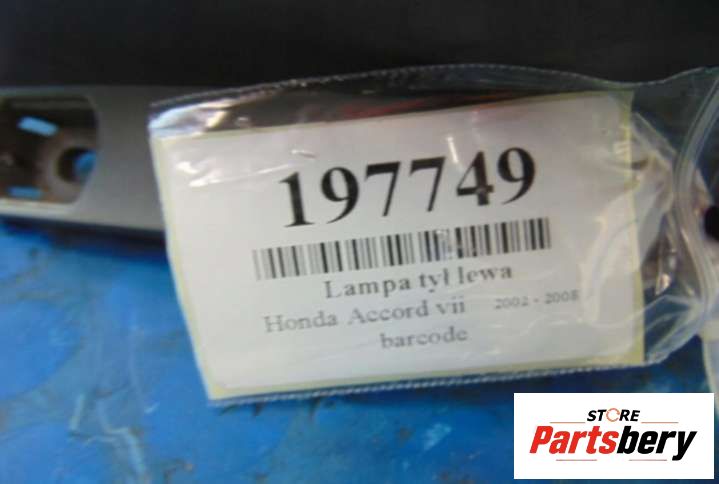 197749
Lampa tył lewa
Honda Accord vii 2002 - 2008
barcode
STORE
Partsbery